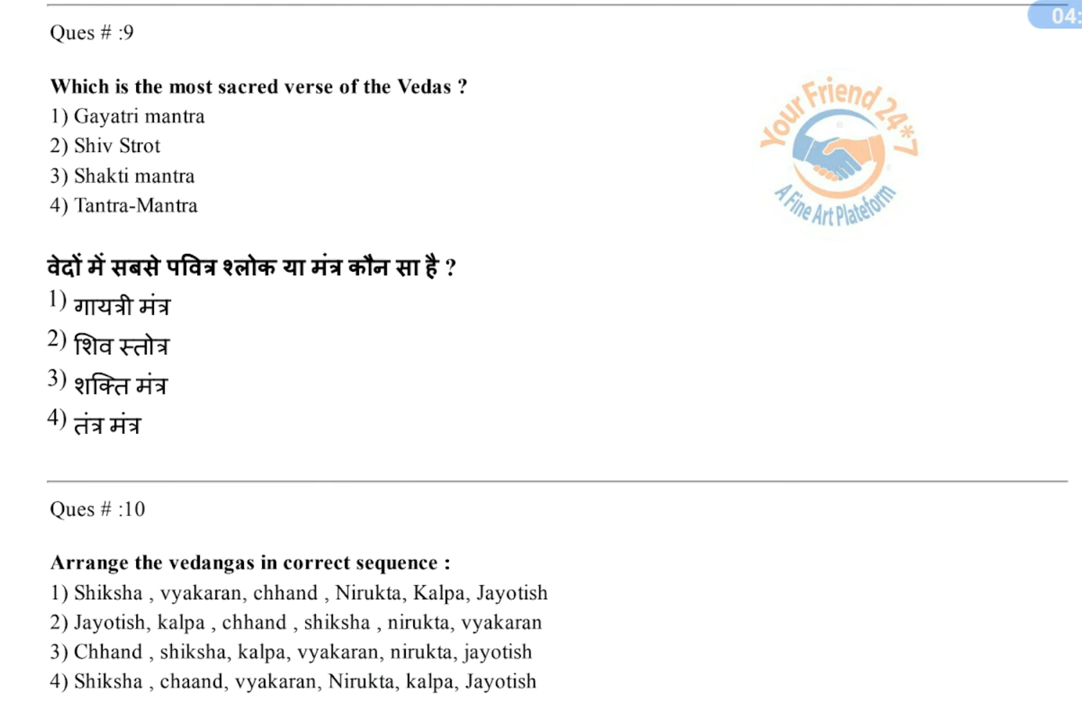 04:
Ques # :9
Which is the most sacred verse of the Vedas ?
1) Gayatri mantra
2) Shiv Strot
3) Shakti mantra
4) Tantra-Mantra
Your Friend 24*7
A Fine Art Plateform
वेदों में सबसे पवित्र श्लोक या मंत्र कौन सा है ?
1) गायत्री मंत्र
2) शिव स्तोत्र
3) शक्ति मंत्र
4) तंत्र मंत्र
Ques # :10
Arrange the vedangas in correct sequence :
1) Shiksha , vyakaran, chhand , Nirukta, Kalpa, Jayotish
2) Jayotish, kalpa , chhand , shiksha , nirukta, vyakaran
3) Chhand , shiksha, kalpa, vyakaran, nirukta, jayotish
4) Shiksha , chaand, vyakaran, Nirukta, kalpa, Jayotish